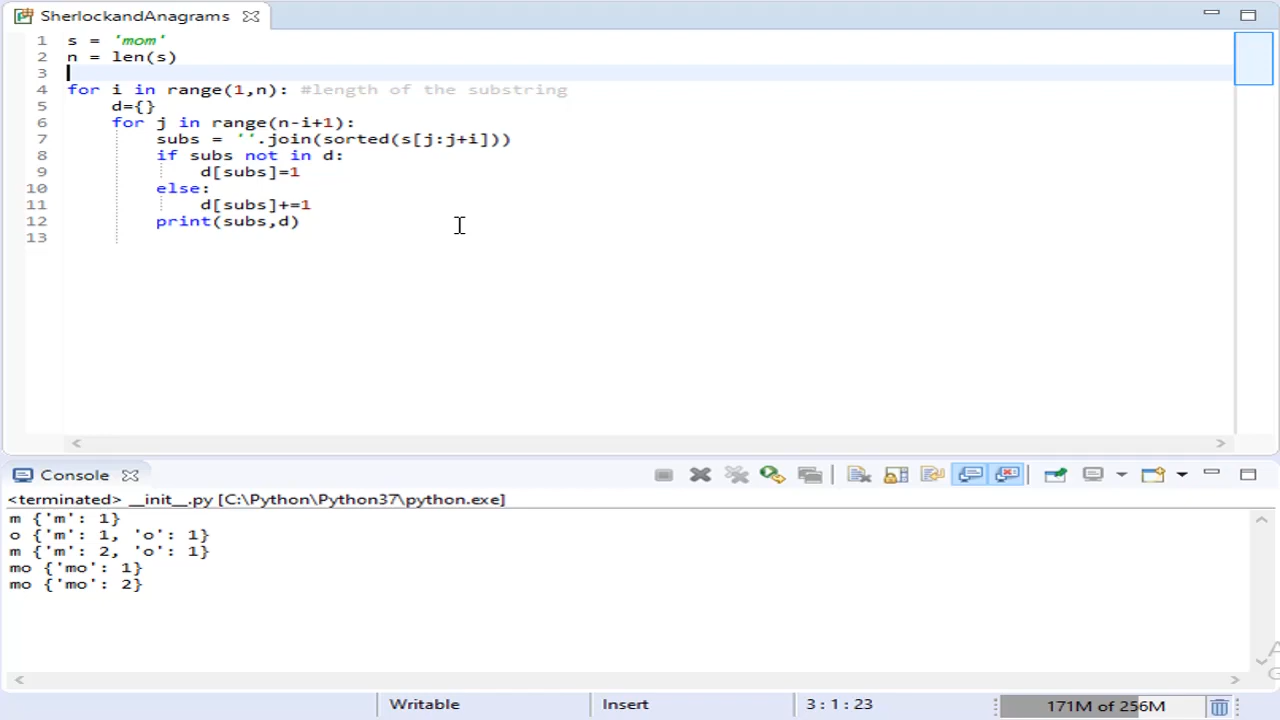 SherlockandAnagrams
1 s = 'mom'
2 n = len(s)
3
4 for i in range(1,n): #length of the substring
5 d={}
6 for j in range(n-i+1):
7 subs = ''.join(sorted(s[j:j+i]))
8 if subs not in d:
9 d[subs]=1
10 else:
11 d[subs]+=1
12 print(subs,d)
13
Console
<terminated> __init__.py [C:\Python\Python37\python.exe]
m {'m': 1}
o {'m': 1, 'o': 1}
m {'m': 2, 'o': 1}
mo {'mo': 1}
mo {'mo': 2}
Writable Insert 3 : 1 : 23 171M of 256M